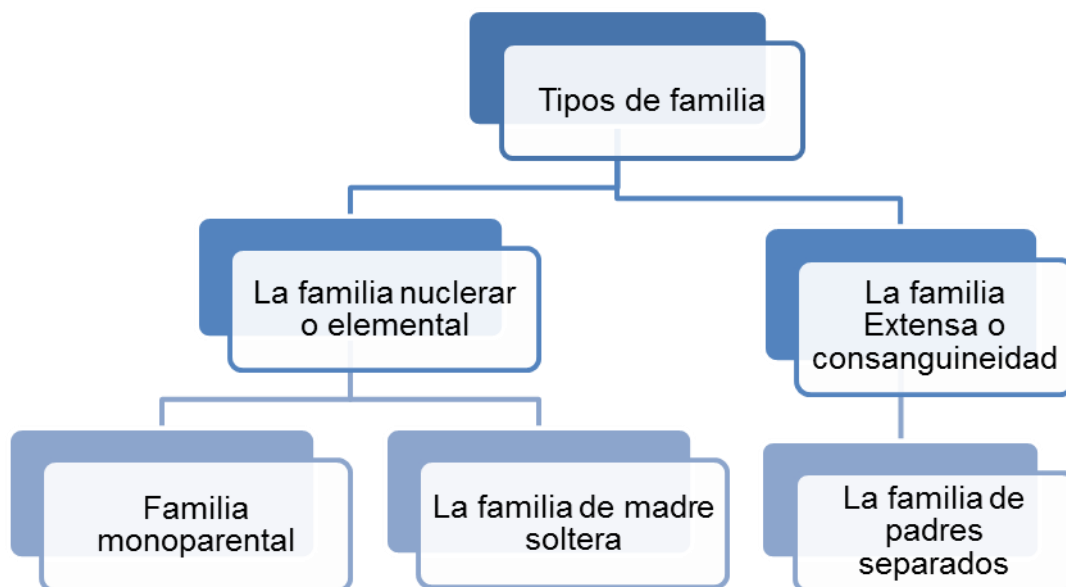 Tipos de familia
La familia nuclerar
o elemental
La familia
Extensa o
consanguineidad
Familia
monoparental
La familia de madre
soltera
La familia de
padres
separados